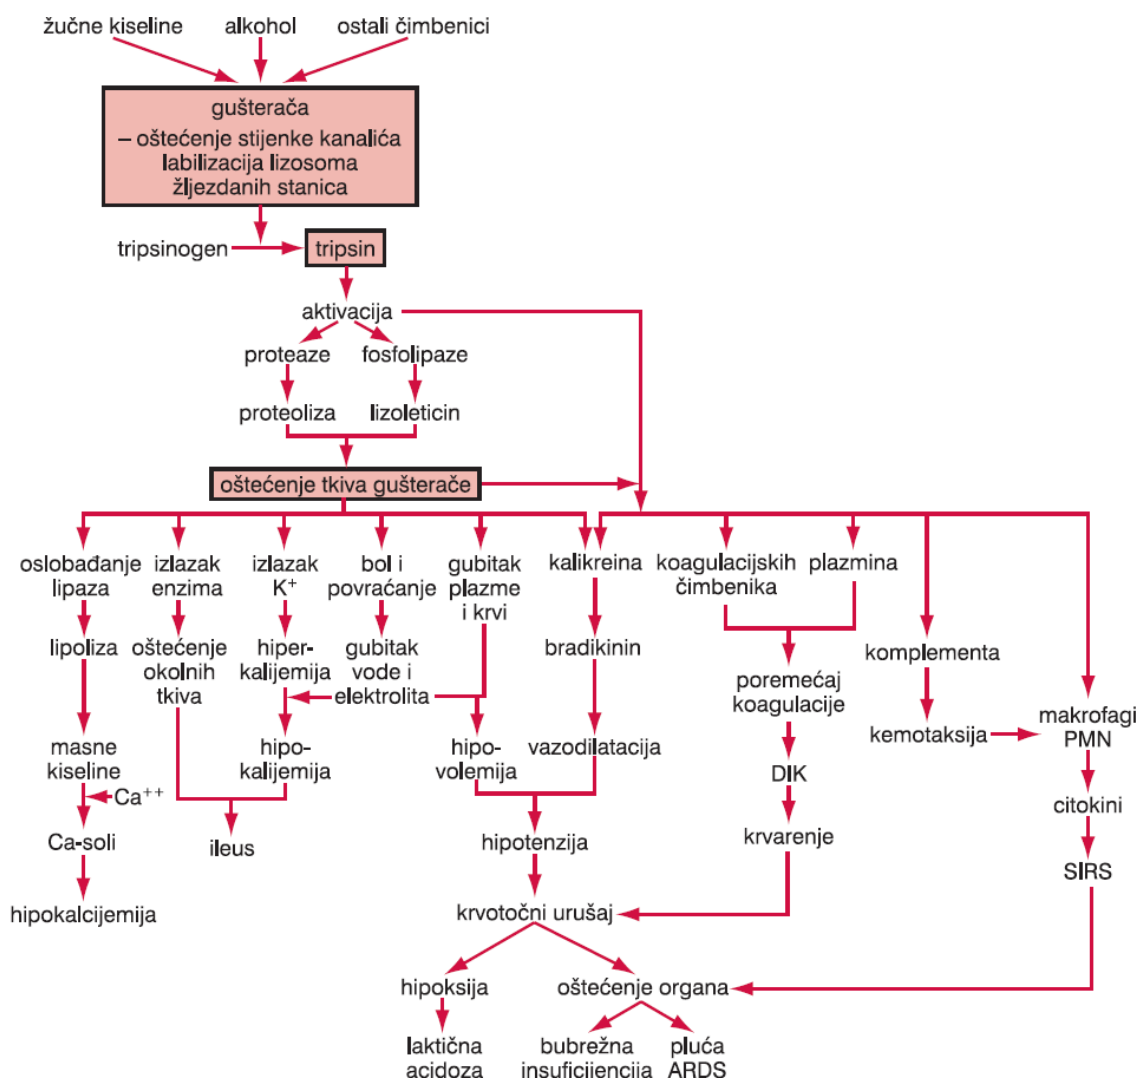 žučne kiseline
alkohol
ostali čimbenici
gušterača
– oštećenje stijenke kanalića
labilizacija lizosoma
žljezdanih stanica
tripsinogen
tripsin
aktivacija
proteaze
fosfolipaze
proteoliza
lizoleticin
oštećenje tkiva gušterače
oslobađanje
lipaza
izlazak
enzima
izlazak
K⁺
bol i
povraćanje
gubitak
plazme
i krvi
kalikreina
koagulacijskih
čimbenika
plazmina
lipoliza
oštećenje
okolnih
tkiva
hiper-
kalijemija
gubitak
vode i
elektrolita
bradikinin
komplementa
poremećaj
koagulacije
masne
kiseline
hipo-
kalijemija
hipo-
volemija
vazodilatacija
kemotaksija
makrofagi
PMN
Ca⁺⁺
DIK
citokini
Ca-soli
ileus
hipotenzija
krvarenje
SIRS
hipokalcijemija
krvotočni urušaj
hipoksija
oštećenje organa
laktična
acidoza
bubrežna
insuficijencija
pluća
ARDS